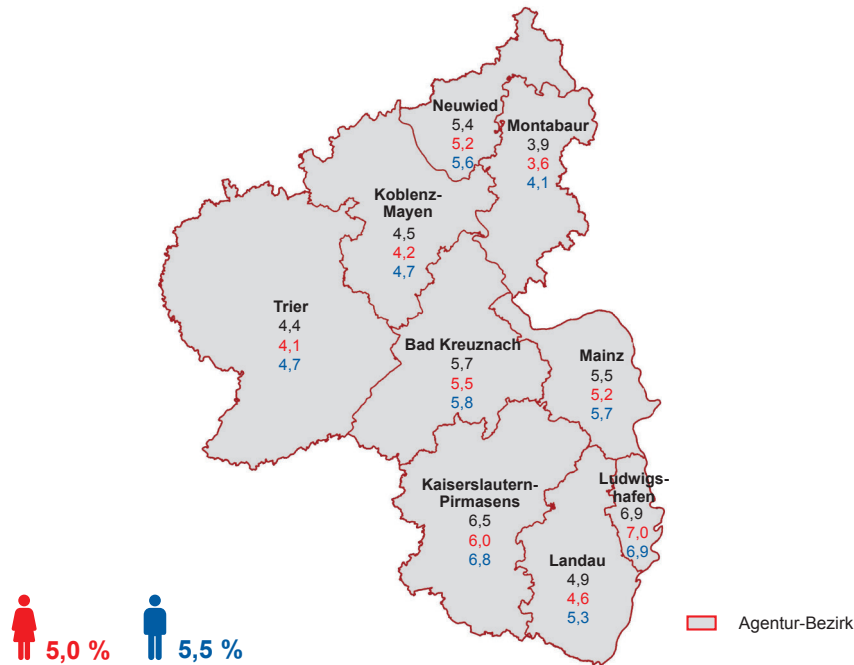 Neuwied
5,4
5,2
5,6
Montabaur
3,9
3,6
4,1
Koblenz-
Mayen
4,5
4,2
4,7
Trier
4,4
4,1
4,7
Bad Kreuznach
5,7
5,5
5,8
Mainz
5,5
5,2
5,7
Kaiserslautern-
Pirmasens
6,5
6,0
6,8
Ludwigs-
hafen
6,9
7,0
6,9
Landau
4,9
4,6
5,3
5,0 %
5,5 %
Agentur-Bezirk